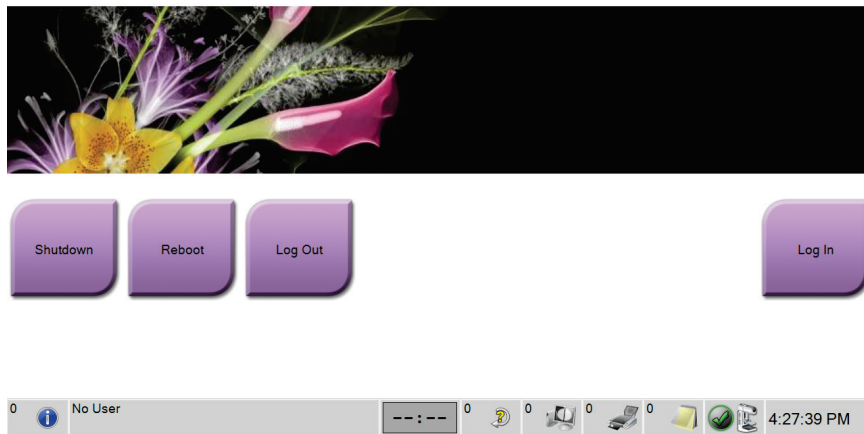 Shutdown
Reboot
Log Out
Log In
0
No User
--:--
0
0
0
0
4:27:39 PM